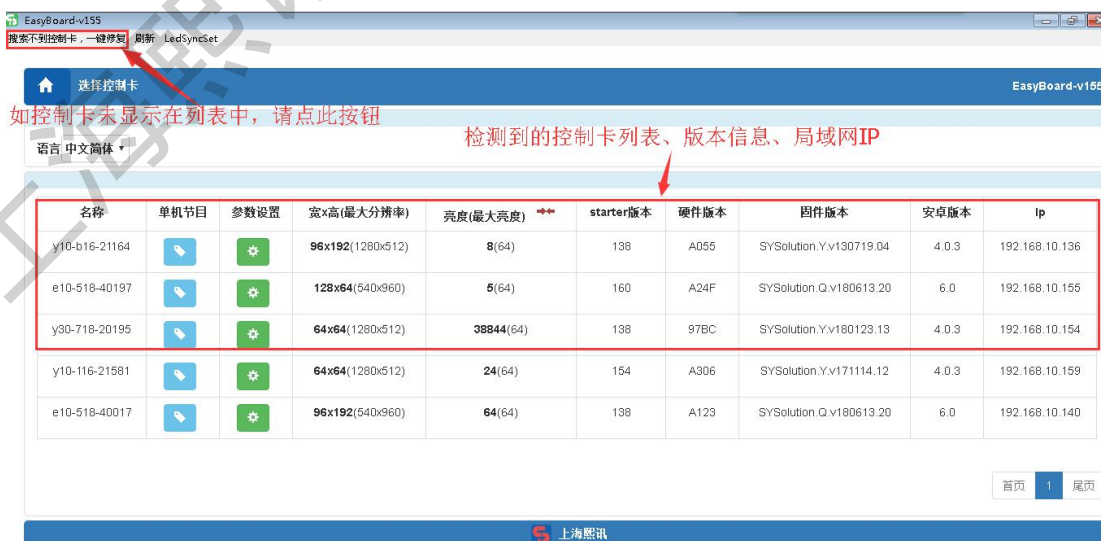 EasyBoard-v155
搜索不到控制卡，一键修复 刷新 LedSyncSet
选择控制卡 EasyBoard-v155
如控制卡未显示在列表中，请点此按钮
检测到的控制卡列表、版本信息、局域网IP
语言 中文简体
名称 单机节目 参数设置 宽x高(最大分辨率) 亮度(最大亮度) starter版本 硬件版本 固件版本 安卓版本 Ip
y10-b16-21164 96x192(1280x512) 8(64) 138 A055 SYSolution.Y.v130719.04 4.0.3 192.168.10.136
e10-518-40197 128x64(540x960) 5(64) 160 A24F SYSolution.Q.v180613.20 6.0 192.168.10.155
y30-718-20195 64x64(1280x512) 38844(64) 138 97BC SYSolution.Y.v180123.13 4.0.3 192.168.10.154
y10-116-21581 64x64(1280x512) 24(64) 154 A306 SYSolution.Y.v171114.12 4.0.3 192.168.10.159
e10-518-40017 96x192(540x960) 64(64) 138 A123 SYSolution.Q.v180613.20 6.0 192.168.10.140
首页 1 尾页
上海熙讯